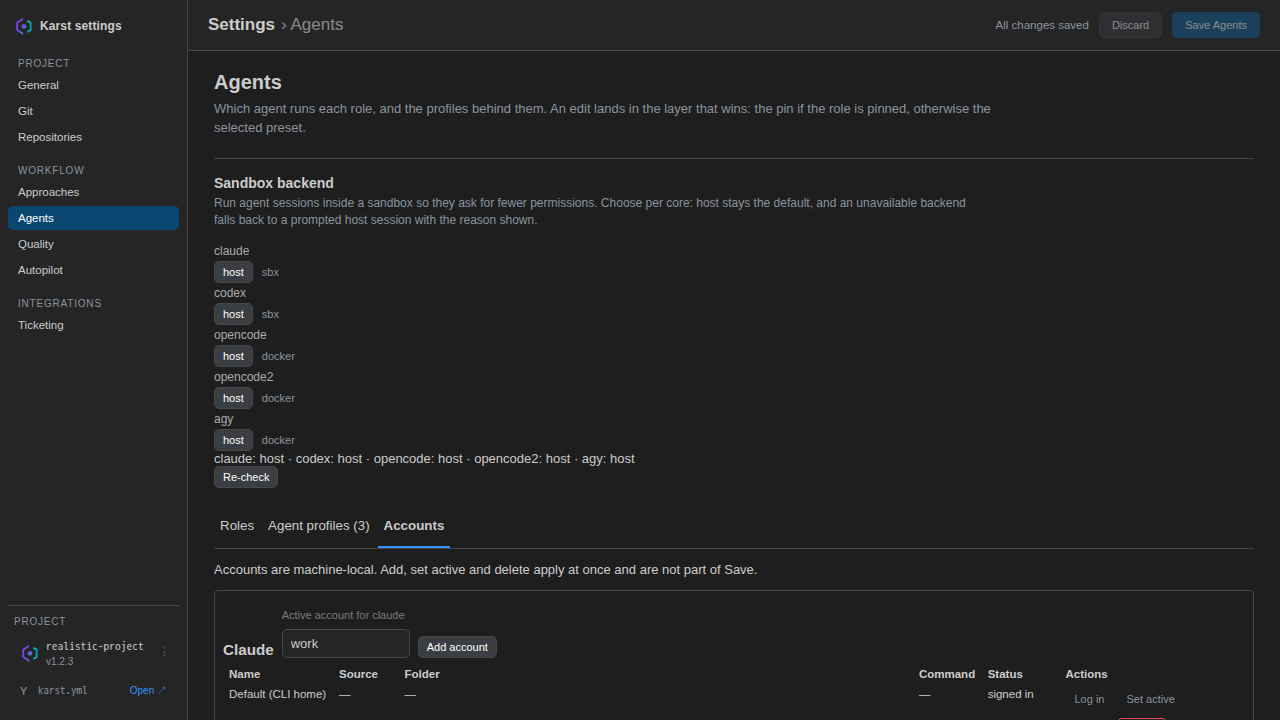 Karst settings
PROJECT
General
Git
Repositories
WORKFLOW
Approaches
Agents
Quality
Autopilot
INTEGRATIONS
Ticketing
PROJECT
realistic-project
v1.2.3
Y karst.yml Open ↗
Settings › Agents
All changes saved Discard Save Agents
Agents
Which agent runs each role, and the profiles behind them. An edit lands in the layer that wins: the pin if the role is pinned, otherwise the
selected preset.
Sandbox backend
Run agent sessions inside a sandbox so they ask for fewer permissions. Choose per core: host stays the default, and an unavailable backend
falls back to a prompted host session with the reason shown.
claude
host sbx
codex
host sbx
opencode
host docker
opencode2
host docker
agy
host docker
claude: host · codex: host · opencode: host · opencode2: host · agy: host
Re-check
Roles Agent profiles (3) Accounts
Accounts are machine-local. Add, set active and delete apply at once and are not part of Save.
Active account for claude
Claude work Add account
Name Source Folder Command Status Actions
Default (CLI home) — — — signed in Log in Set active